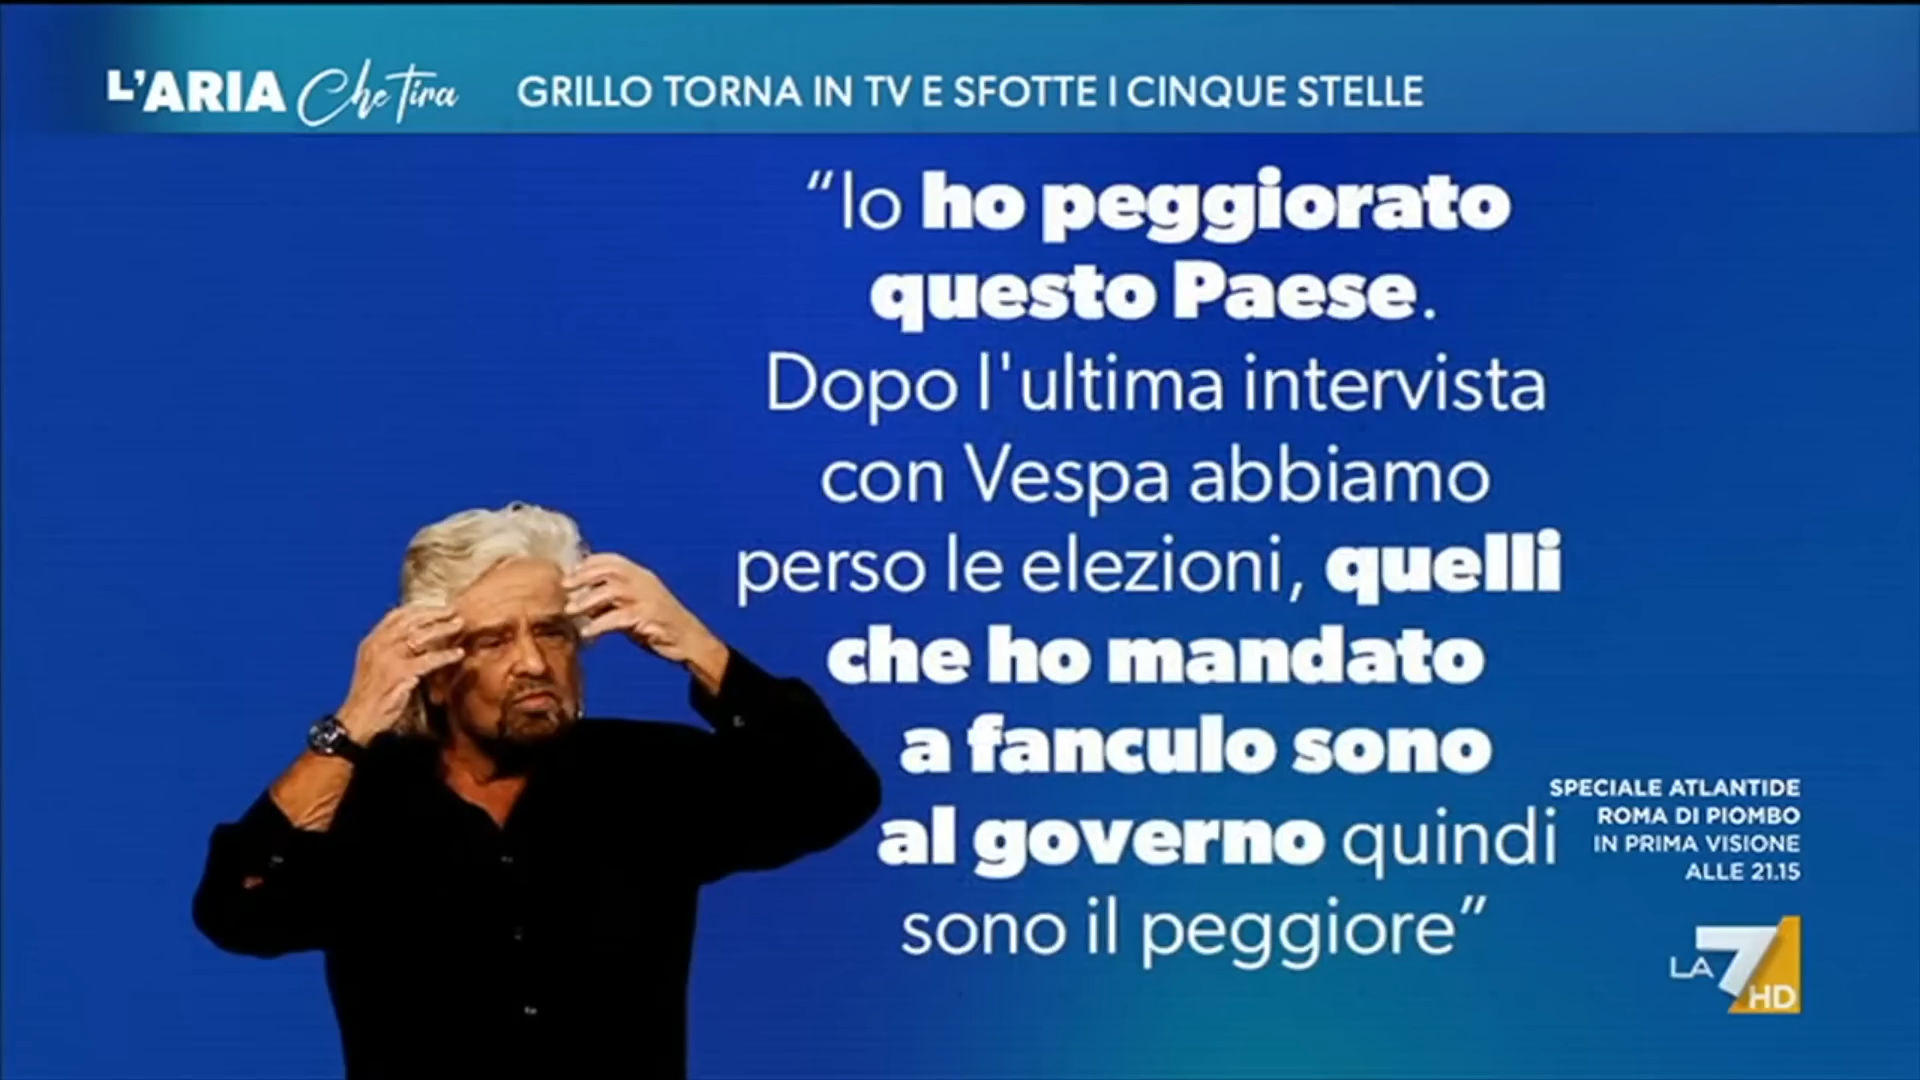 L'ARIA Che Tira GRILLO TORNA IN TV E SFOTTE I CINQUE STELLE
“Io ho peggiorato
questo Paese.
Dopo l'ultima intervista
con Vespa abbiamo
perso le elezioni, quelli
che ho mandato
a fanculo sono
al governo quindi
sono il peggiore”
SPECIALE ATLANTIDE
ROMA DI PIOMBO
IN PRIMA VISIONE
ALLE 21.15
LA 7 HD